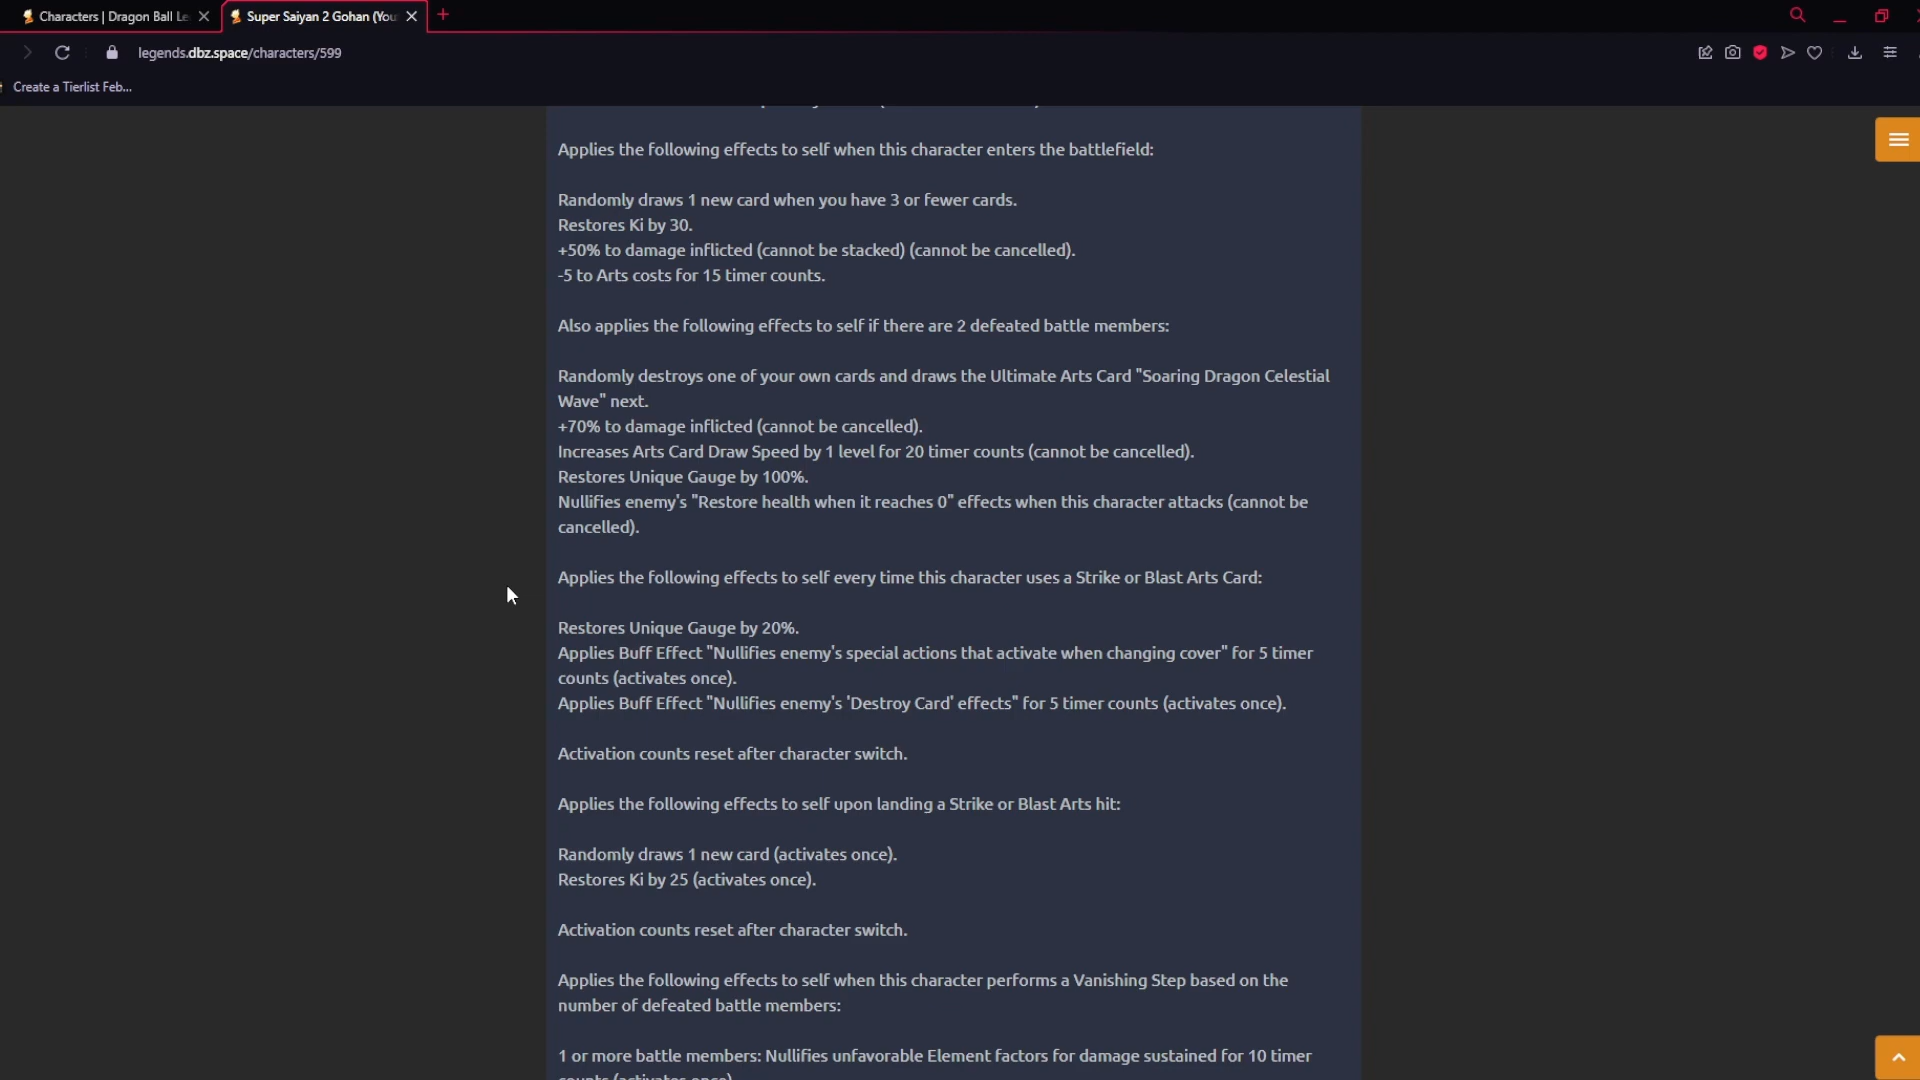 Characters | Dragon Ball Le
Super Saiyan 2 Gohan (You
legends.dbz.space/characters/599
Create a Tierlist Feb...
Applies the following effects to self when this character enters the battlefield:
Randomly draws 1 new card when you have 3 or fewer cards.
Restores Ki by 30.
+50% to damage inflicted (cannot be stacked) (cannot be cancelled).
-5 to Arts costs for 15 timer counts.
Also applies the following effects to self if there are 2 defeated battle members:
Randomly destroys one of your own cards and draws the Ultimate Arts Card "Soaring Dragon Celestial
Wave" next.
+70% to damage inflicted (cannot be cancelled).
Increases Arts Card Draw Speed by 1 level for 20 timer counts (cannot be cancelled).
Restores Unique Gauge by 100%.
Nullifies enemy's "Restore health when it reaches 0" effects when this character attacks (cannot be
cancelled).
Applies the following effects to self every time this character uses a Strike or Blast Arts Card:
Restores Unique Gauge by 20%.
Applies Buff Effect "Nullifies enemy's special actions that activate when changing cover" for 5 timer
counts (activates once).
Applies Buff Effect "Nullifies enemy's 'Destroy Card' effects" for 5 timer counts (activates once).
Activation counts reset after character switch.
Applies the following effects to self upon landing a Strike or Blast Arts hit:
Randomly draws 1 new card (activates once).
Restores Ki by 25 (activates once).
Activation counts reset after character switch.
Applies the following effects to self when this character performs a Vanishing Step based on the
number of defeated battle members:
1 or more battle members: Nullifies unfavorable Element factors for damage sustained for 10 timer
counts (activates once)